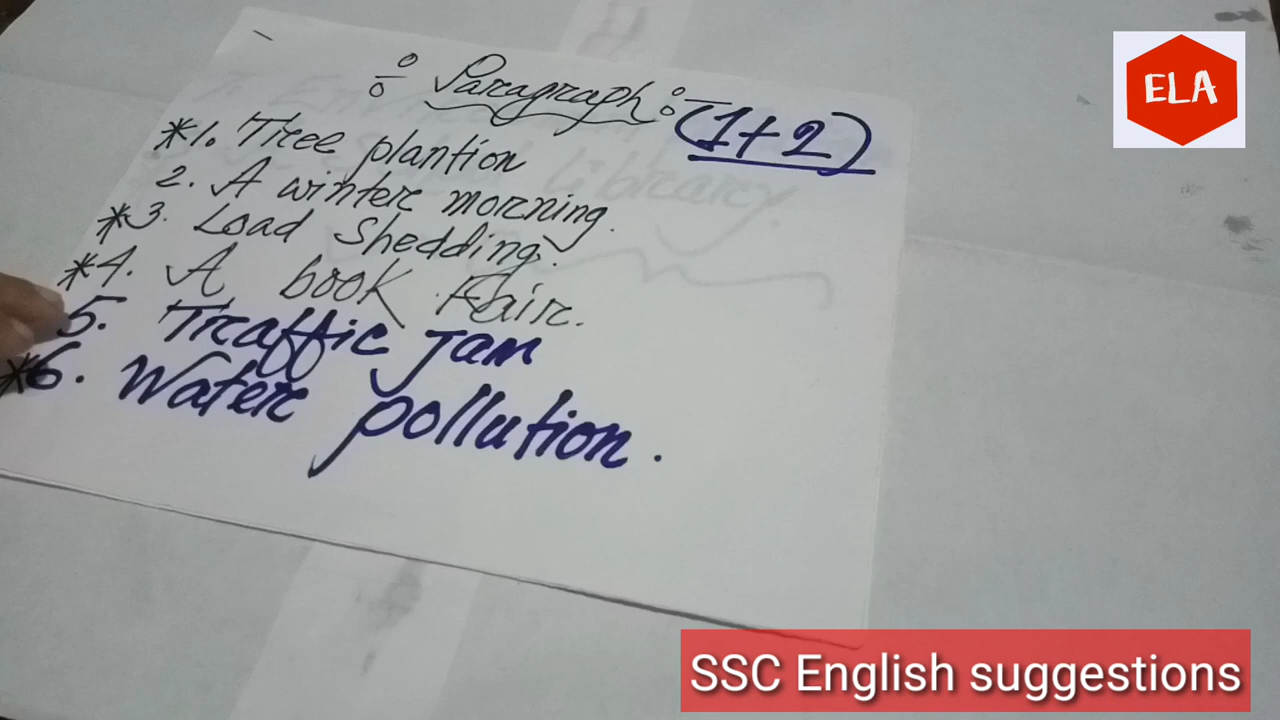 Paragraph :- (1+2)
*1. Tree plantion
2. A winter morning.
*3. Load Shedding.
*4. A book Fair.
5. Traffic jam
*6. Water pollution.
ELA
SSC English suggestions